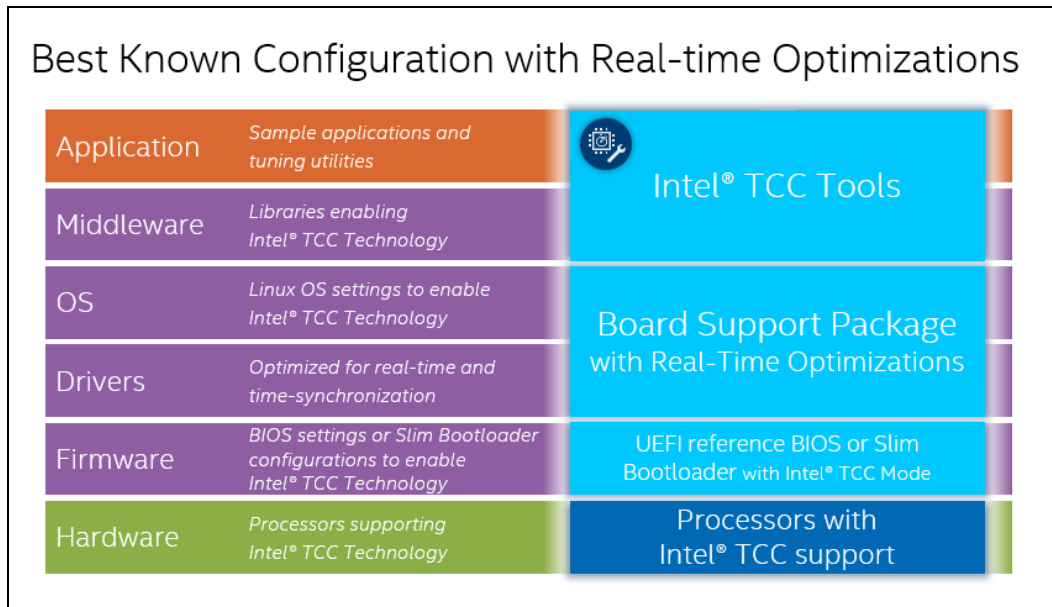 Best Known Configuration with Real-time Optimizations
Application
Sample applications and
tuning utilities
Intel® TCC Tools
Middleware
Libraries enabling
Intel® TCC Technology
OS
Linux OS settings to enable
Intel® TCC Technology
Board Support Package
with Real-Time Optimizations
Drivers
Optimized for real-time and
time-synchronization
Firmware
BIOS settings or Slim Bootloader
configurations to enable
Intel® TCC Technology
UEFI reference BIOS or Slim
Bootloader with Intel® TCC Mode
Hardware
Processors supporting
Intel® TCC Technology
Processors with
Intel® TCC support